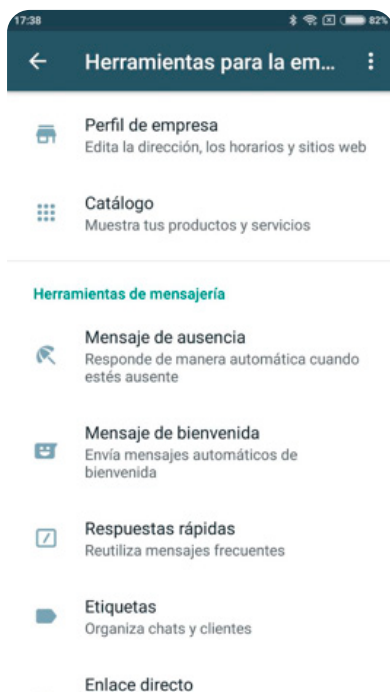 17:38
82%
Herramientas para la em...
Perfil de empresa
Edita la dirección, los horarios y sitios web
Catálogo
Muestra tus productos y servicios
Herramientas de mensajería
Mensaje de ausencia
Responde de manera automática cuando
estés ausente
Mensaje de bienvenida
Envía mensajes automáticos de
bienvenida
Respuestas rápidas
Reutiliza mensajes frecuentes
Etiquetas
Organiza chats y clientes
Enlace directo